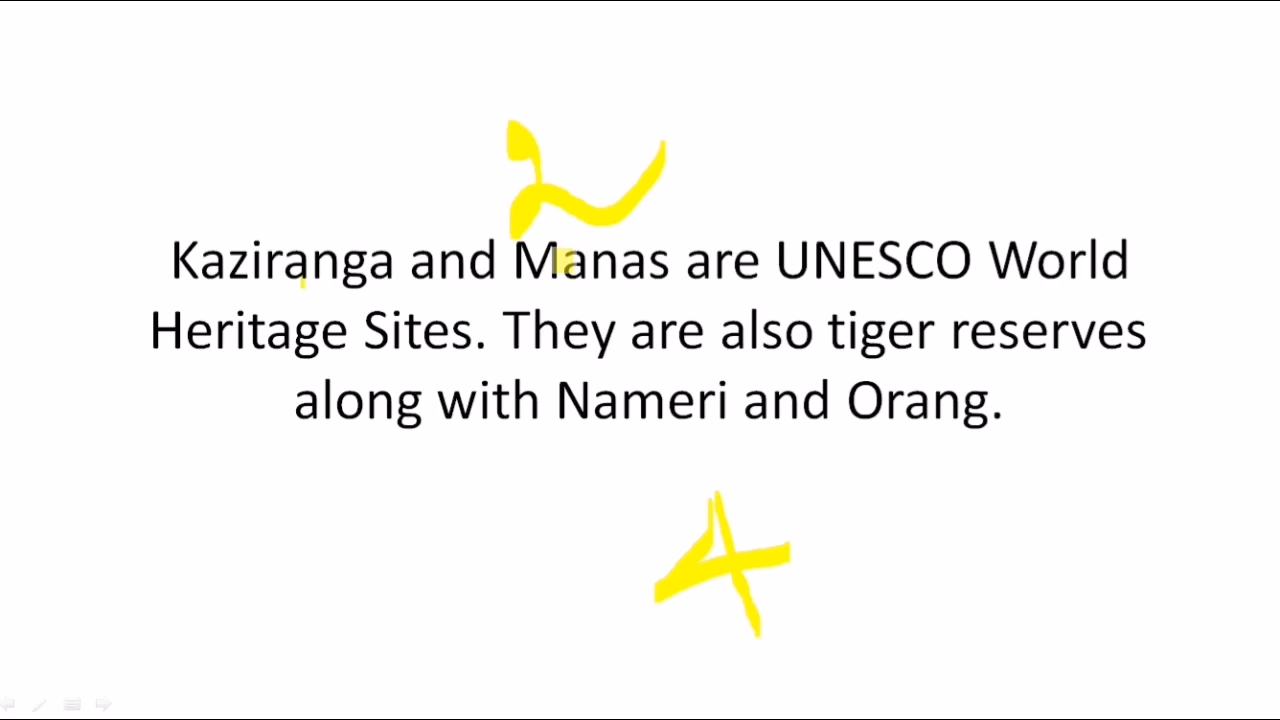 2
Kaziranga and Manas are UNESCO World
Heritage Sites. They are also tiger reserves
along with Nameri and Orang.
4